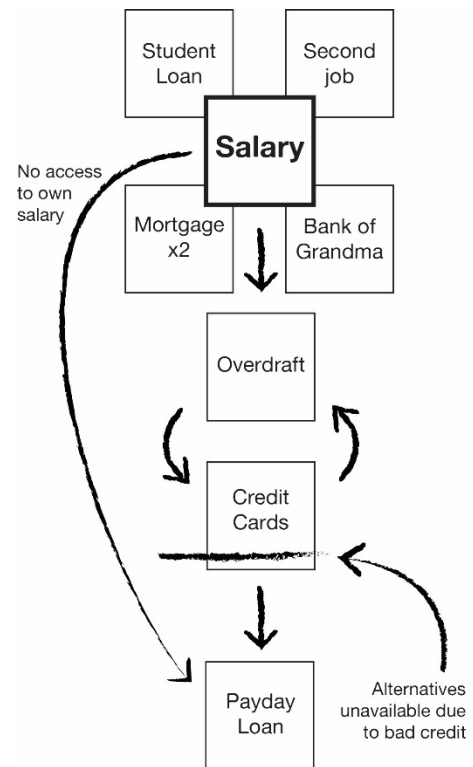 Student
Loan
Second
job
Salary
No access
to own
salary
Mortgage
x2
Bank of
Grandma
Overdraft
Credit
Cards
Payday
Loan
Alternatives
unavailable due
to bad credit